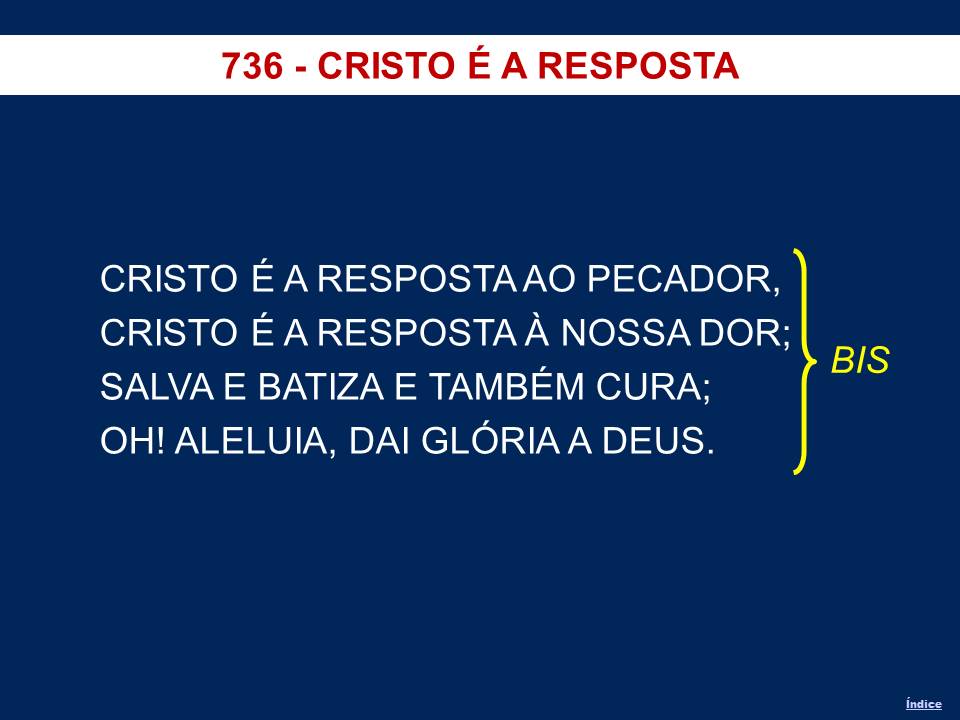 736 - CRISTO É A RESPOSTA
CRISTO É A RESPOSTA AO PECADOR,
CRISTO É A RESPOSTA À NOSSA DOR;
SALVA E BATIZA E TAMBÉM CURA;
OH! ALELUIA, DAI GLÓRIA A DEUS.
BIS
Índice